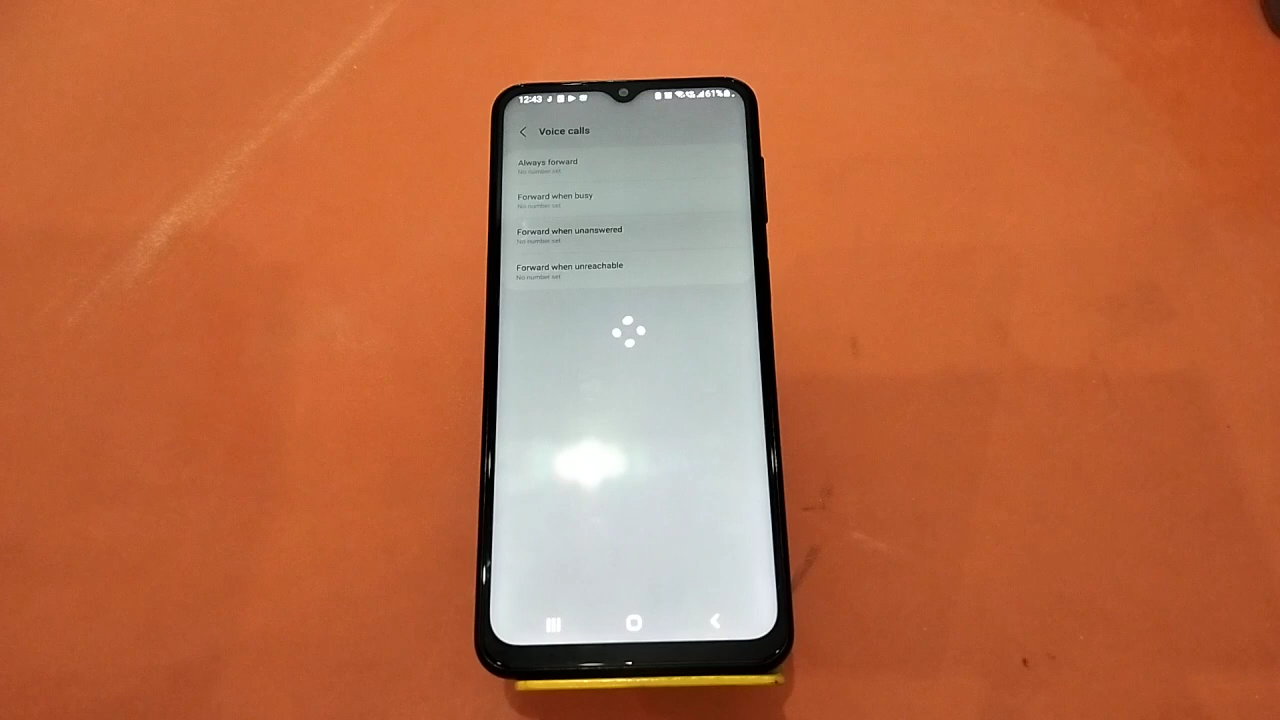 12:43
61%
Voice calls
Always forward
No number set
Forward when busy
No number set
Forward when unanswered
No number set
Forward when unreachable
No number set